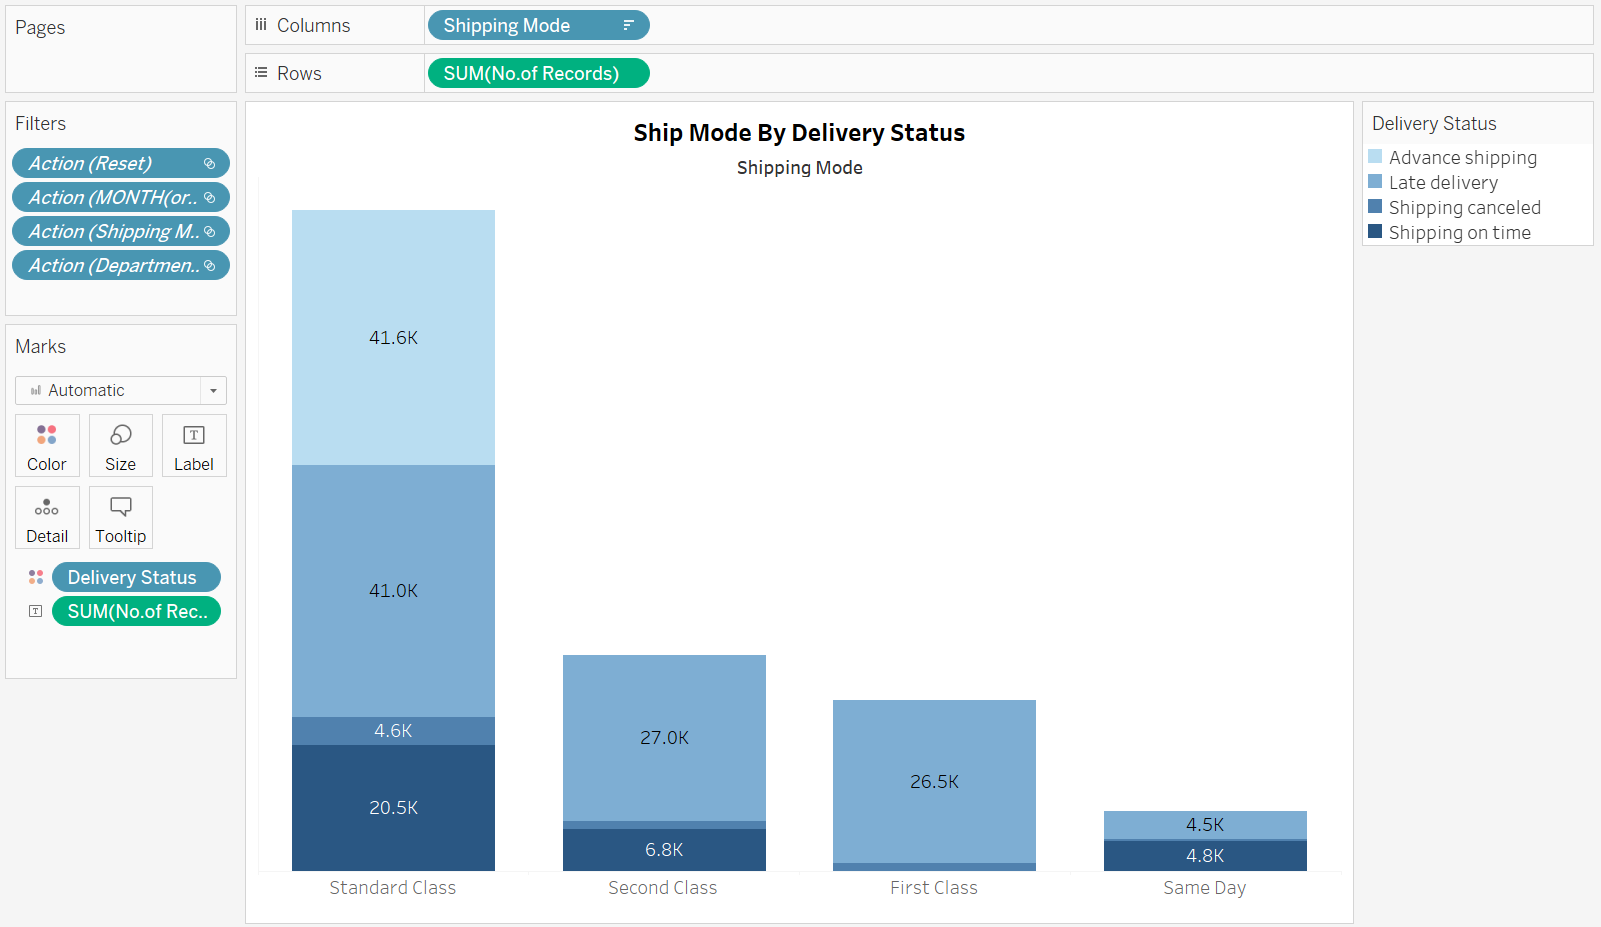 Pages
Columns
Shipping Mode
Rows
SUM(No.of Records)
Filters
Action (Reset)
Action (MONTH(or..
Action (Shipping M..
Action (Departmen..
Marks
Automatic
Color
Size
T
Label
Detail
Tooltip
Delivery Status
T
SUM(No.of Rec..
Ship Mode By Delivery Status
Shipping Mode
41.6K
41.0K
4.6K
20.5K
27.0K
6.8K
26.5K
4.5K
4.8K
Standard Class
Second Class
First Class
Same Day
Delivery Status
Advance shipping
Late delivery
Shipping canceled
Shipping on time